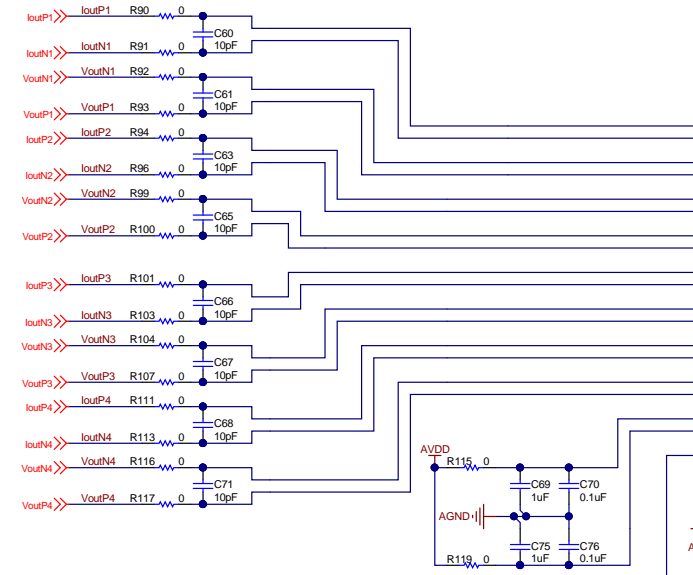 IoutP1 IoutP1 R90 0
C60
10pF
IoutN1 IoutN1 R91 0
VoutN1 VoutN1 R92 0
C61
10pF
VoutP1 VoutP1 R93 0
IoutP2 IoutP2 R94 0
C63
10pF
IoutN2 IoutN2 R96 0
VoutN2 VoutN2 R99 0
C65
10pF
VoutP2 VoutP2 R100 0
IoutP3 IoutP3 R101 0
C66
10pF
IoutN3 IoutN3 R103 0
VoutN3 VoutN3 R104 0
C67
10pF
VoutP3 VoutP3 R107 0
IoutP4 IoutP4 R111 0
C68
10pF
IoutN4 IoutN4 R113 0
VoutN4 VoutN4 R116 0
C71
10pF
VoutP4 VoutP4 R117 0
AVDD
R115 0
C69 C70
1uF 0.1uF
AGND
C75 C76
1uF 0.1uF
R119 0